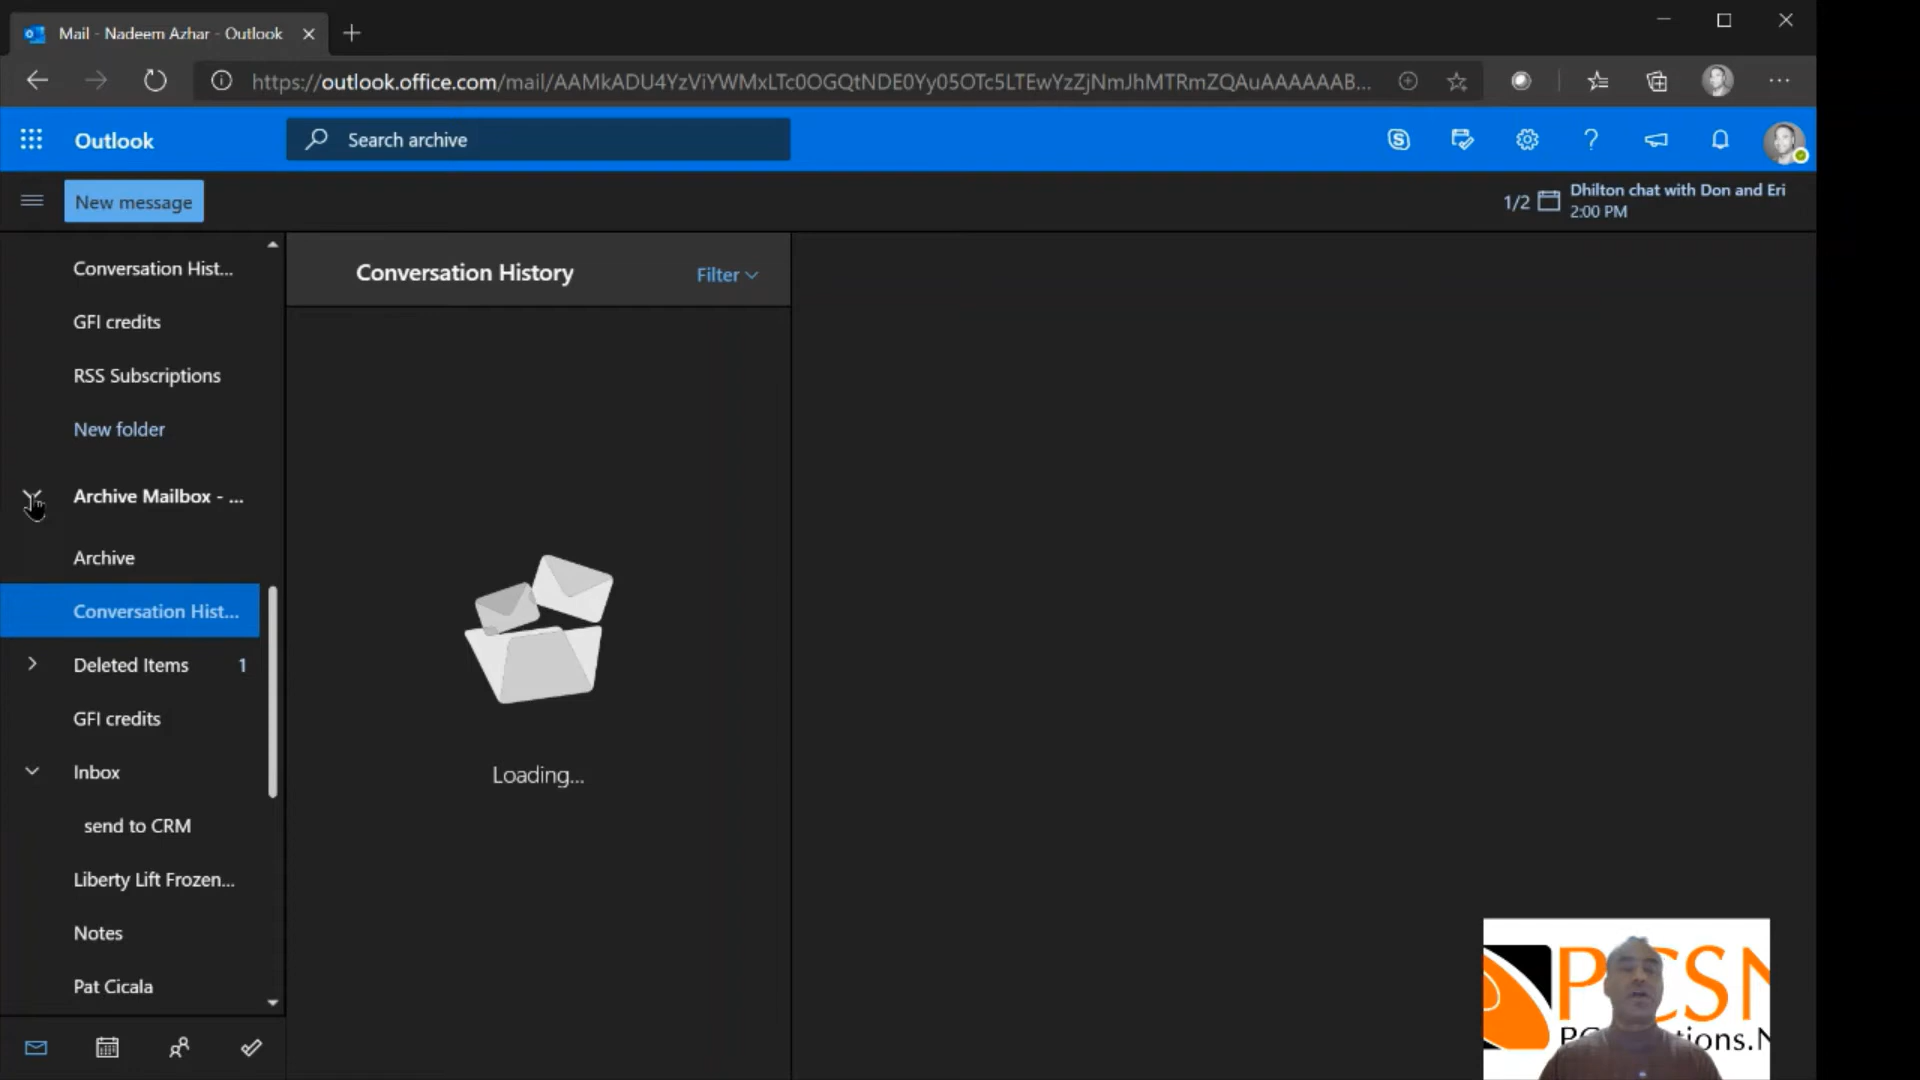 Mail - Nadeem Azhar - Outlook
https://outlook.office.com/mail/AAMkADU4YzViYWMxLTc0OGQtNDE0Yy05OTc5LTEwYzZjNmJhMTRmZQAuAAAAAAB...
Outlook
Search archive
New message
1/2
Dhilton chat with Don and Eri
2:00 PM
Conversation Hist...
GFI credits
RSS Subscriptions
New folder
Archive Mailbox - ...
Archive
Conversation Hist...
Deleted Items 1
GFI credits
Inbox
send to CRM
Liberty Lift Frozen...
Notes
Pat Cicala
Conversation History
Filter
Loading...